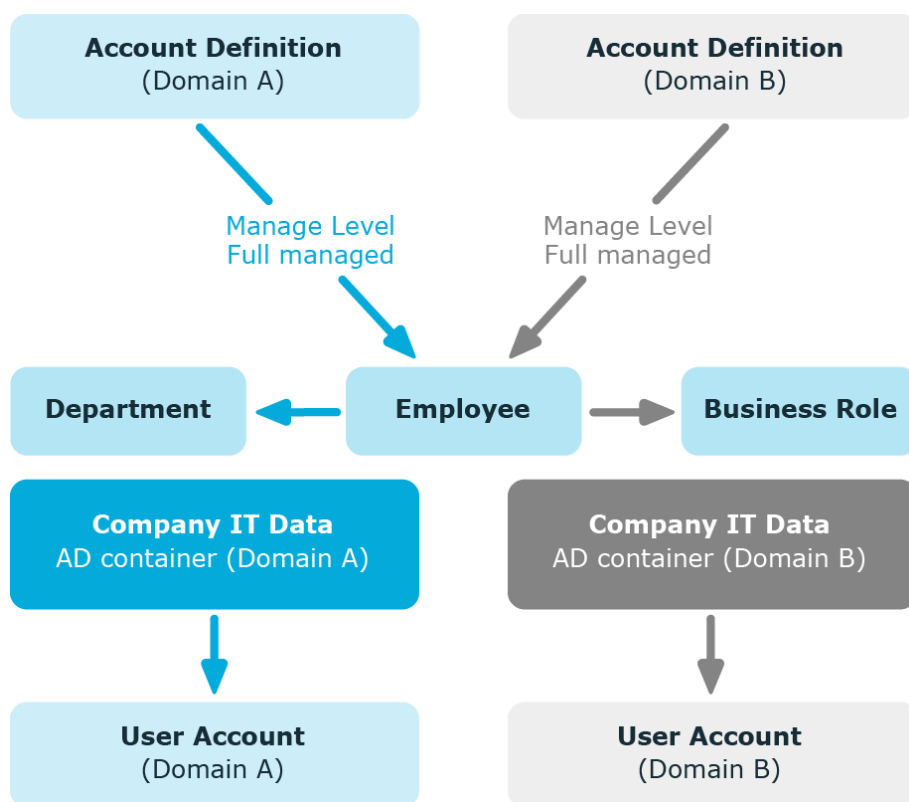 Account Definition
(Domain A)
Account Definition
(Domain B)
Manage Level
Full managed
Manage Level
Full managed
Department
Employee
Business Role
Company IT Data
AD container (Domain A)
Company IT Data
AD container (Domain B)
User Account
(Domain A)
User Account
(Domain B)